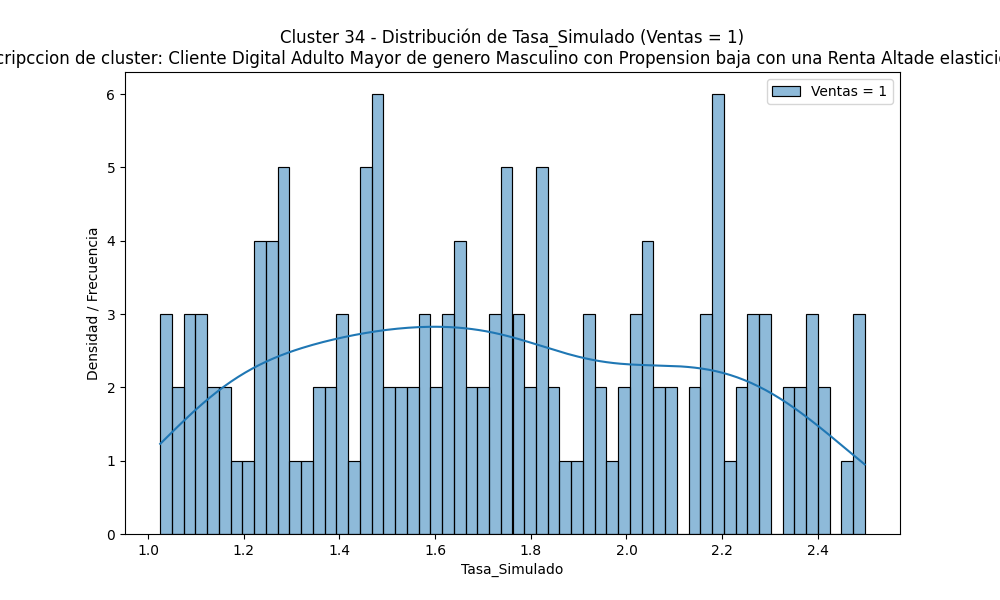 Cluster 34 - Distribución de Tasa_Simulado (Ventas = 1)
cripccion de cluster: Cliente Digital Adulto Mayor de genero Masculino con Propension baja con una Renta Altade elastici
Ventas = 1
Densidad / Frecuencia
6
5
4
3
2
1
0
1.0 1.2 1.4 1.6 1.8 2.0 2.2 2.4
Tasa_Simulado